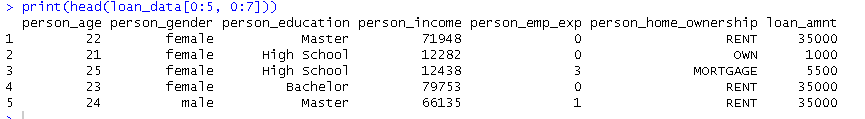 > print(head(loan_data[0:5, 0:7]))
person_age person_gender person_education person_income person_emp_exp person_home_ownership loan_amnt
1 22 female Master 71948 0 RENT 35000
2 21 female High School 12282 0 OWN 1000
3 25 female High School 12438 3 MORTGAGE 5500
4 23 female Bachelor 79753 0 RENT 35000
5 24 male Master 66135 1 RENT 35000
>